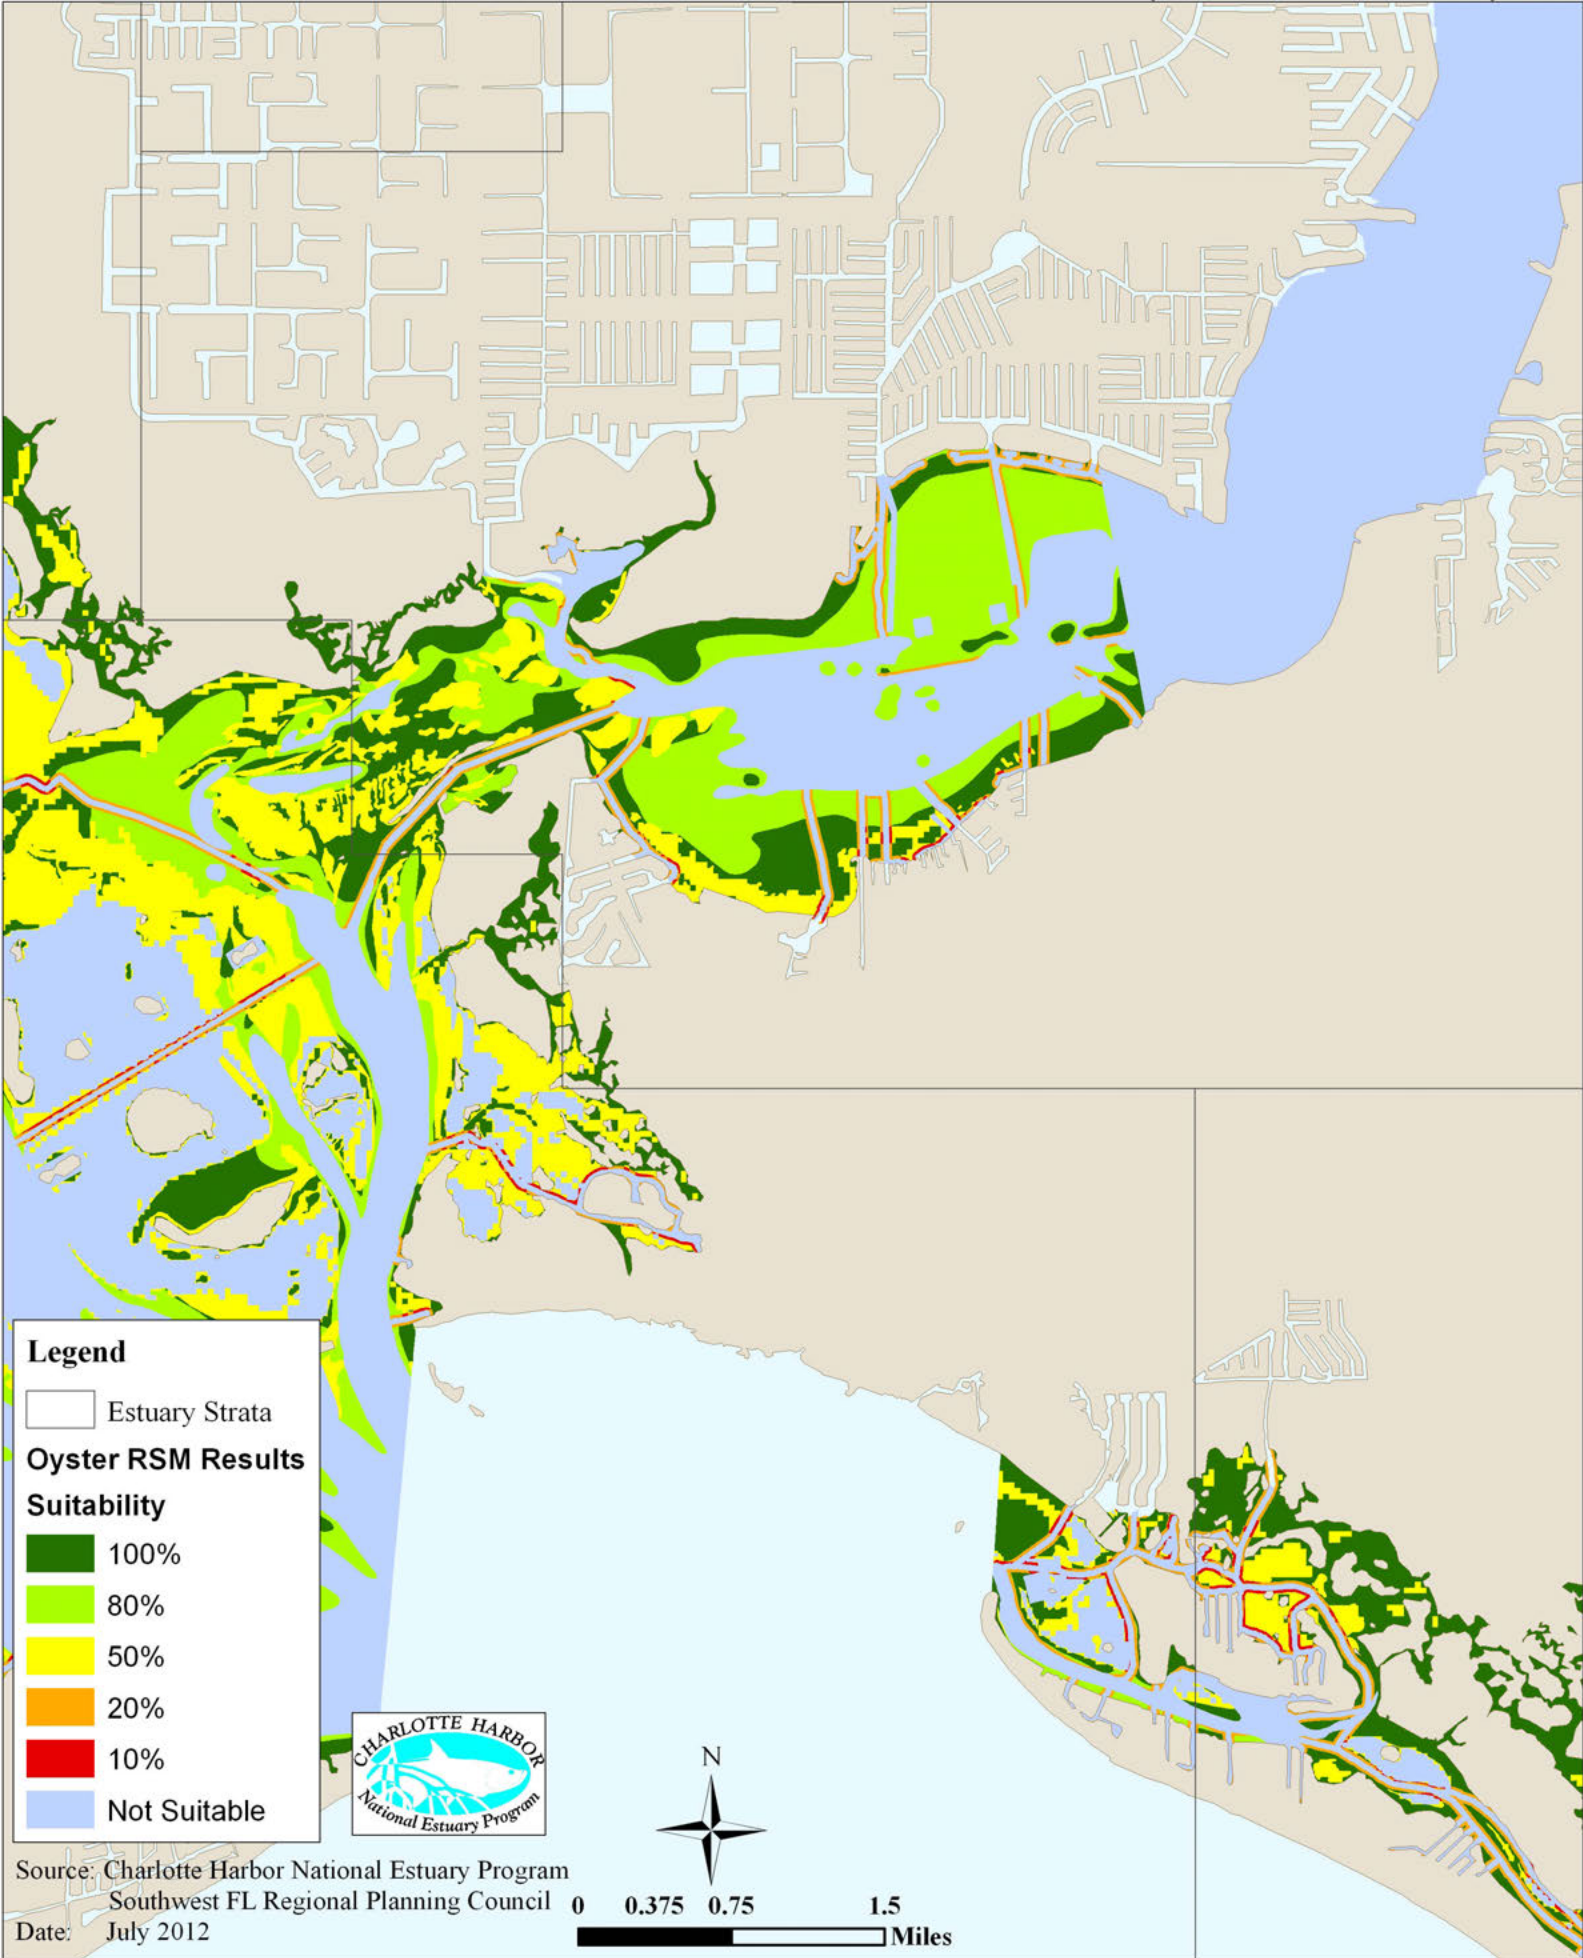 Legend
Estuary Strata
Oyster RSM Results
Suitability
100%
80%
50%
20%
10%
Not Suitable
CHARLOTTE HARBOR
National Estuary Program
N
Source: Charlotte Harbor National Estuary Program
Southwest FL Regional Planning Council
Date: July 2012
0 0.375 0.75 1.5
Miles